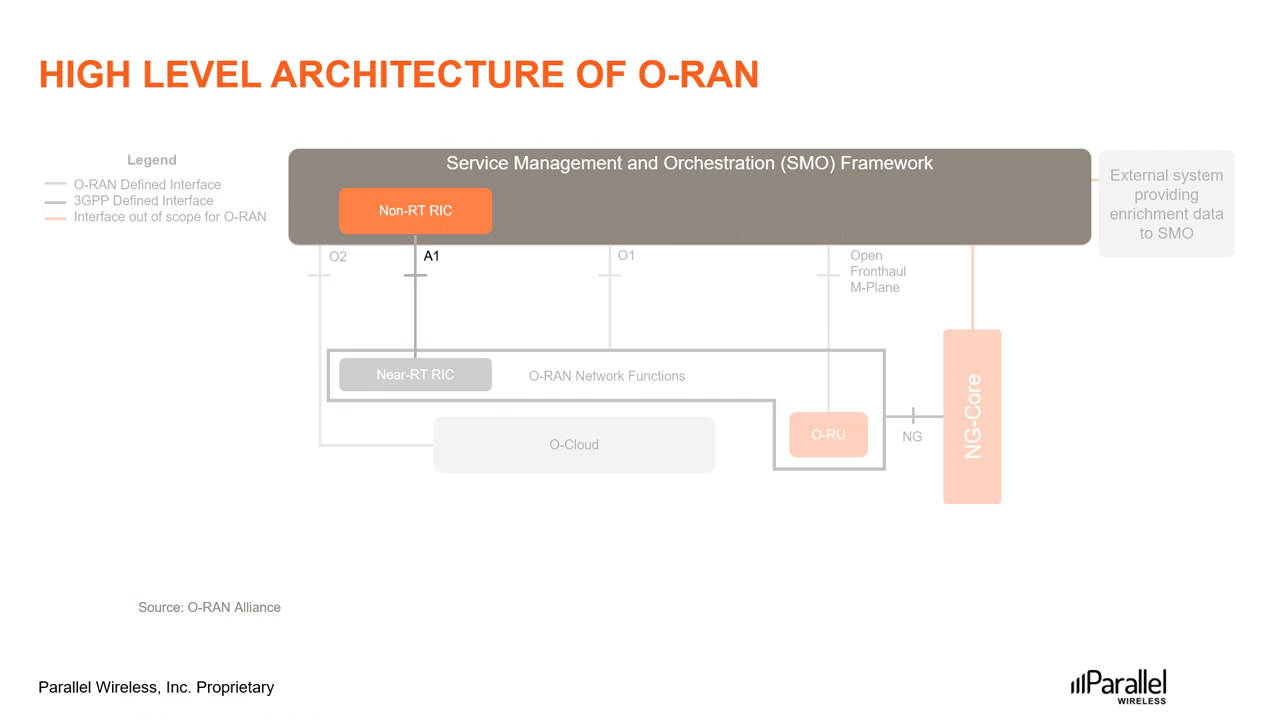 HIGH LEVEL ARCHITECTURE OF O-RAN
Legend
O-RAN Defined Interface
3GPP Defined Interface
Interface out of scope for O-RAN
Service Management and Orchestration (SMO) Framework
Non-RT RIC
External system
providing
enrichment data
to SMO
O2
A1
O1
Open
Fronthaul
M-Plane
Near-RT RIC
O-RAN Network Functions
O-Cloud
O-RU
NG
NG-Core
Source: O-RAN Alliance
Parallel Wireless, Inc. Proprietary
Parallel
WIRELESS